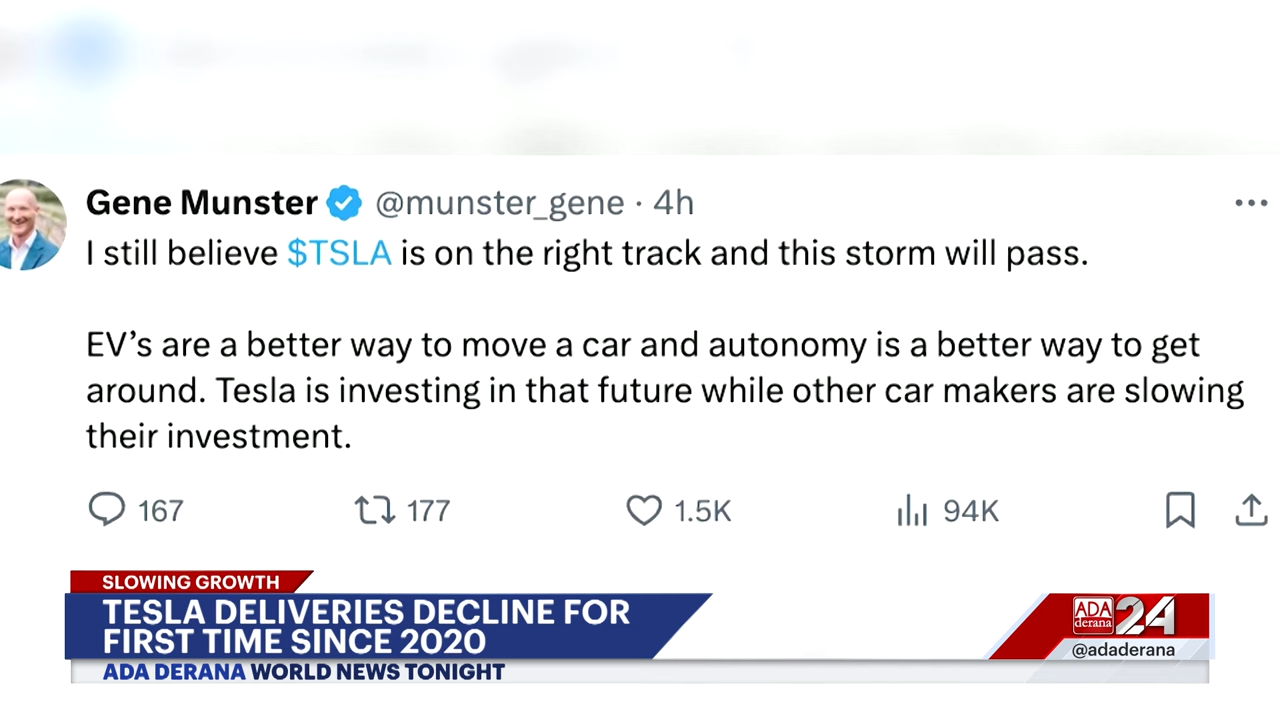 Gene Munster @munster_gene · 4h
I still believe $TSLA is on the right track and this storm will pass.
EV’s are a better way to move a car and autonomy is a better way to get
around. Tesla is investing in that future while other car makers are slowing
their investment.
167 177 1.5K 94K
SLOWING GROWTH
TESLA DELIVERIES DECLINE FOR
FIRST TIME SINCE 2020
ADA DERANA WORLD NEWS TONIGHT
ADA
derana
24
@adaderana